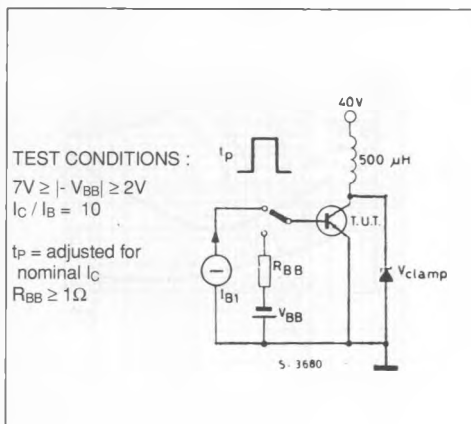 TEST CONDITIONS :
7V ≥ |- VBB| ≥ 2V
IC / IB = 10
tP = adjusted for
nominal IC
RBB ≥ 1Ω
tp
40V
500 µH
T.U.T.
RBB
IB1
VBB
Vclamp
S-3680